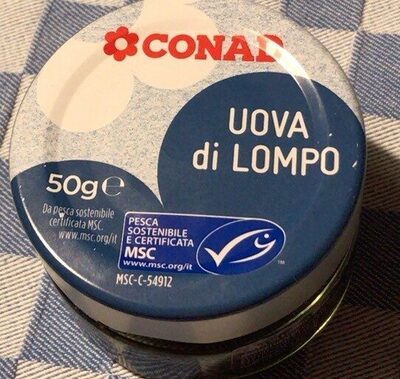 CONAD
UOVA
di LOMPO
50g℮
Da pesca sostenibile
certificata MSC.
www.msc.org/it
PESCA
SOSTENIBILE
E CERTIFICATA
MSC
www.msc.org/it
TM
MSC-C-54912